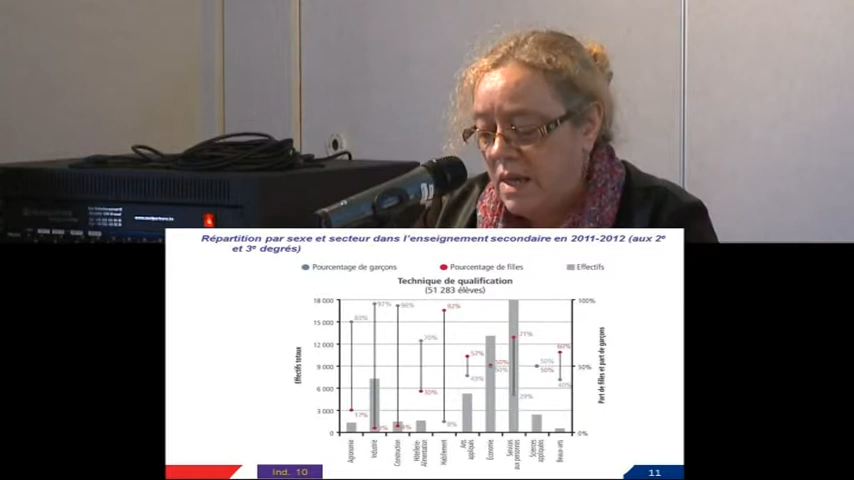 Répartition par sexe et secteur dans l'enseignement secondaire en 2011-2012 (aux 2e
et 3e degrés)
Pourcentage de garçons Pourcentage de filles Effectifs
Technique de qualification
(51 283 élèves)
18 000
15 000
12 000
9 000
6 000
3 000
0
Effectifs totaux
100%
50%
0%
Part de filles et part de garçons
83%
17%
97%
3%
96%
70%
30%
92%
8%
57%
43%
50%
50%
71%
29%
50%
50%
60%
40%
Agronomie
Industrie
Construction
Hôtellerie-
Alimentation
Habillement
Arts
appliqués
Économie
Services
aux personnes
Sciences
appliquées
Beaux-arts
Ind. 10
11